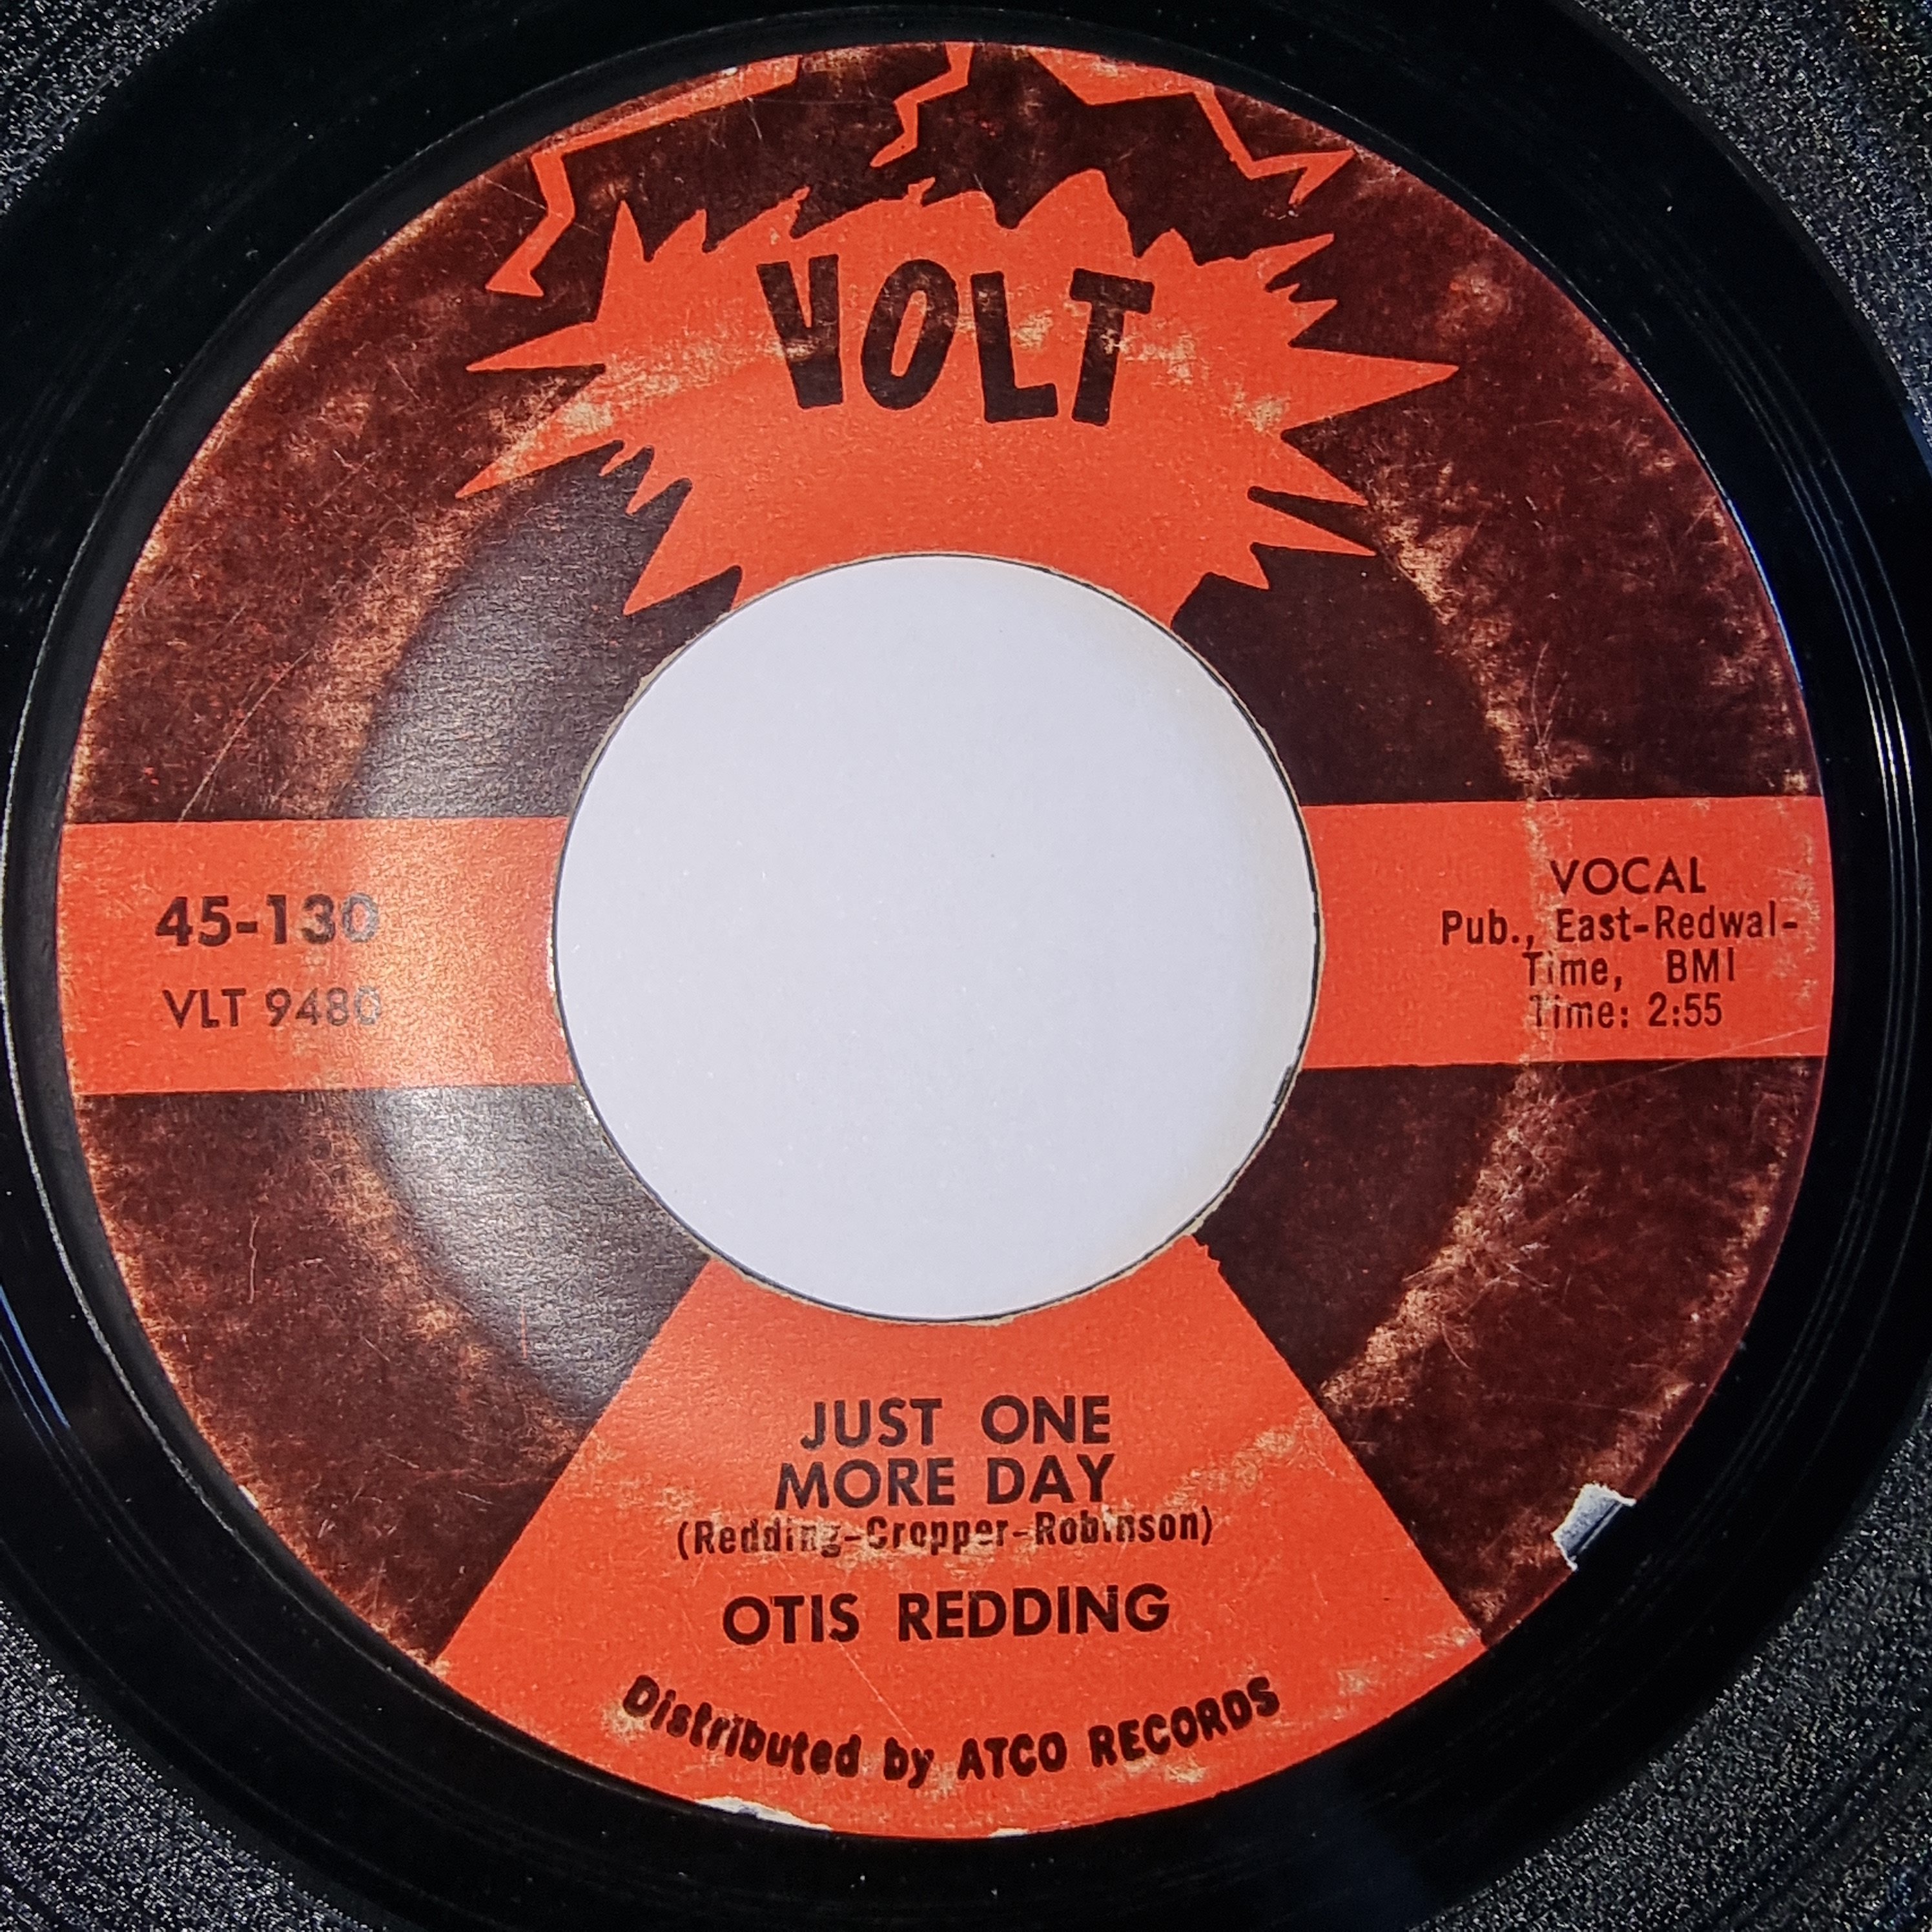 VOLT
45-130
VLT 9480
VOCAL
Pub., East-Redwal-
Time, BMI
Time: 2:55
JUST ONE
MORE DAY
(Redding-Cropper-Robinson)
OTIS REDDING
Distributed by ATCO RECORDS